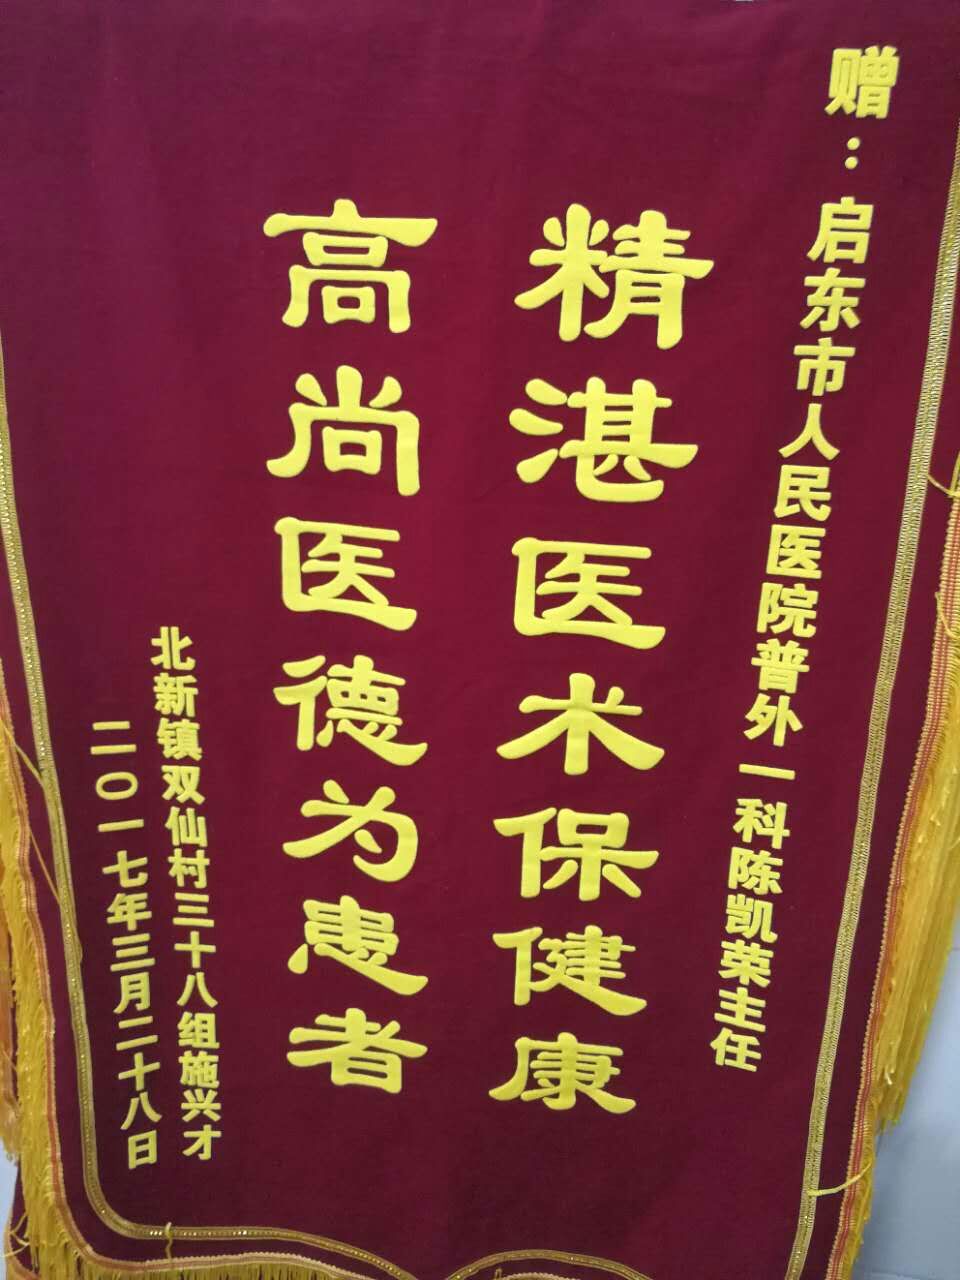 赠：启东市人民医院普外一科陈凯荣主任
精湛医术保健康
高尚医德为患者
北新镇双仙村三十八组施兴才
二〇一七年三月二十八日